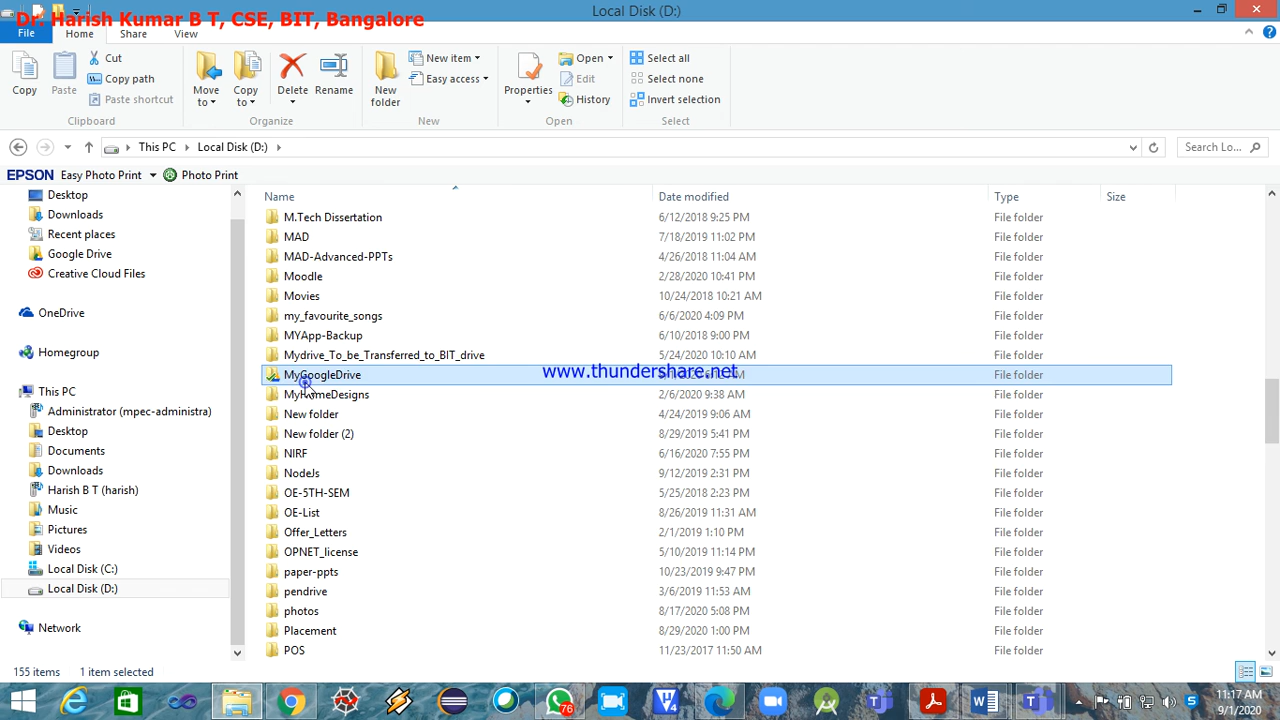 Local Disk (D:)
Dr. Harish Kumar B T, CSE, BIT, Bangalore
File Home Share View
Copy Paste Cut Copy path Paste shortcut Move to Copy to Delete Rename New folder New item Easy access Properties Open Edit History Select all Select none Invert selection
Clipboard Organize New Open Select
This PC Local Disk (D:) Search Lo...
EPSON Easy Photo Print Photo Print
Name Date modified Type Size
Desktop
Downloads
Recent places
Google Drive
Creative Cloud Files
OneDrive
Homegroup
This PC
Administrator (mpec-administra)
Desktop
Documents
Downloads
Harish B T (harish)
Music
Pictures
Videos
Local Disk (C:)
Local Disk (D:)
Network
M.Tech Dissertation 6/12/2018 9:25 PM File folder
MAD 7/18/2019 11:02 PM File folder
MAD-Advanced-PPTs 4/26/2018 11:04 AM File folder
Moodle 2/28/2020 10:41 PM File folder
Movies 10/24/2018 10:21 AM File folder
my_favourite_songs 6/6/2020 4:09 PM File folder
MYApp-Backup 6/10/2018 9:00 PM File folder
Mydrive_To_be_Transferred_to_BIT_drive 5/24/2020 10:10 AM File folder
MyGoogleDrive www.thundershare.net File folder
MyHomeDesigns 2/6/2020 9:38 AM File folder
New folder 4/24/2019 9:06 AM File folder
New folder (2) 8/29/2019 5:41 PM File folder
NIRF 6/16/2020 7:55 PM File folder
NodeJs 9/12/2019 2:31 PM File folder
OE-5TH-SEM 5/25/2018 2:23 PM File folder
OE-List 8/26/2019 11:31 AM File folder
Offer_Letters 2/1/2019 1:10 PM File folder
OPNET_license 5/10/2019 11:14 PM File folder
paper-ppts 10/23/2019 9:47 PM File folder
pendrive 3/6/2019 11:53 AM File folder
photos 8/17/2020 5:08 PM File folder
Placement 8/29/2020 1:00 PM File folder
POS 11/23/2017 11:50 AM File folder
155 items 1 item selected
76
11:17 AM
9/1/2020